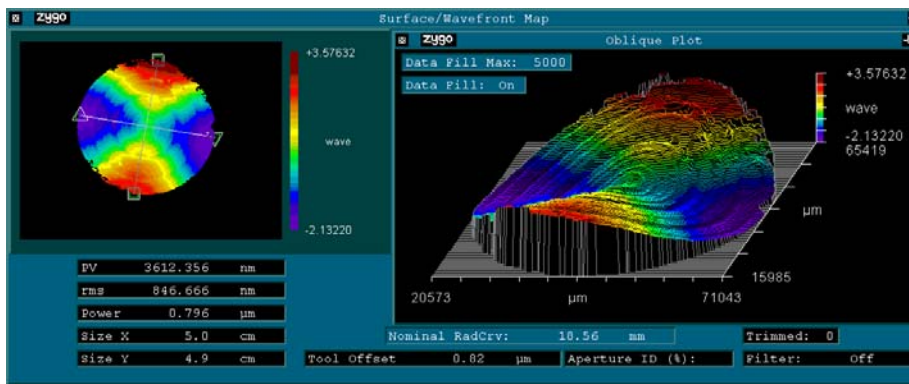 zygo Surface/Wavefront Map
+3.57632
wave
-2.13220
zygo Oblique Plot
Data Fill Max: 5000
Data Fill: On
+3.57632
wave
-2.13220
65419
µm
15985
20573 µm 71043
PV 3612.356 nm
rms 846.666 nm
Power 0.796 µm
Size X 5.0 cm
Size Y 4.9 cm
Nominal RadCrv: 18.56 mm
Trimmed: 0
Tool Offset 0.82 µm
Aperture ID (%):
Filter: Off